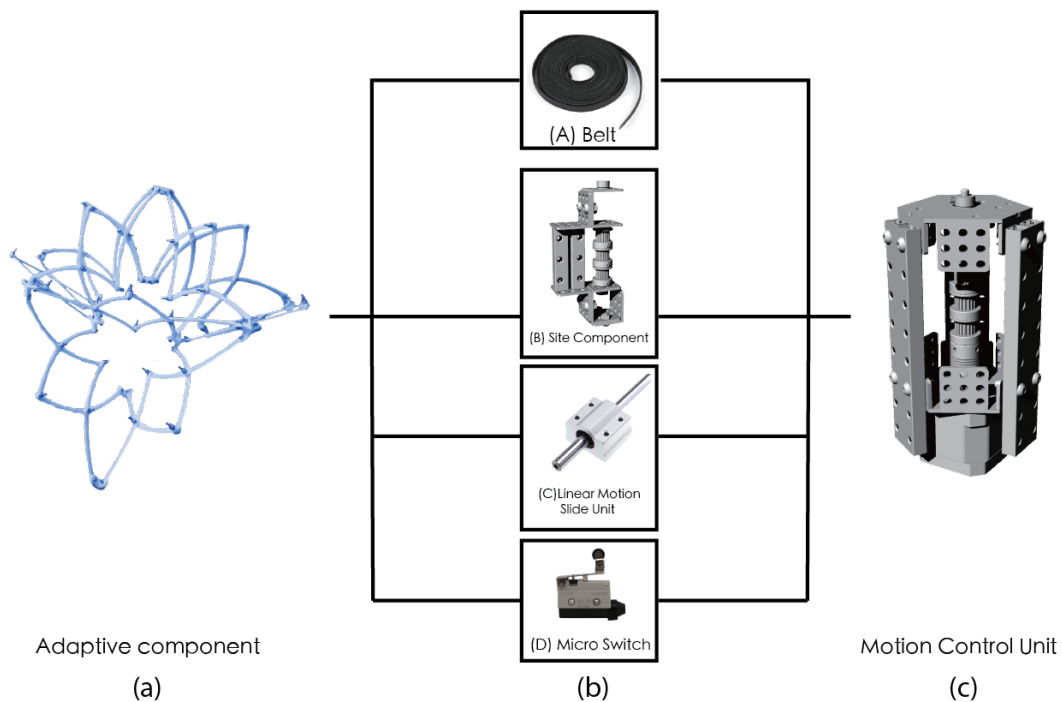 (A) Belt
(B) Site Component
(C)Linear Motion
Slide Unit
(D) Micro Switch
Adaptive component
Motion Control Unit
(a)
(b)
(c)